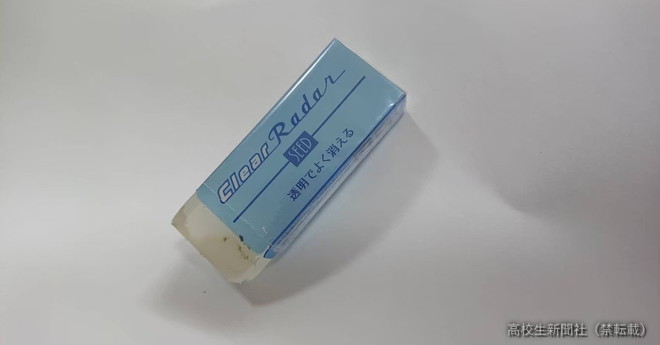 Clear Radar
SEED
透明でよく消える
高校生新聞社（禁転載）